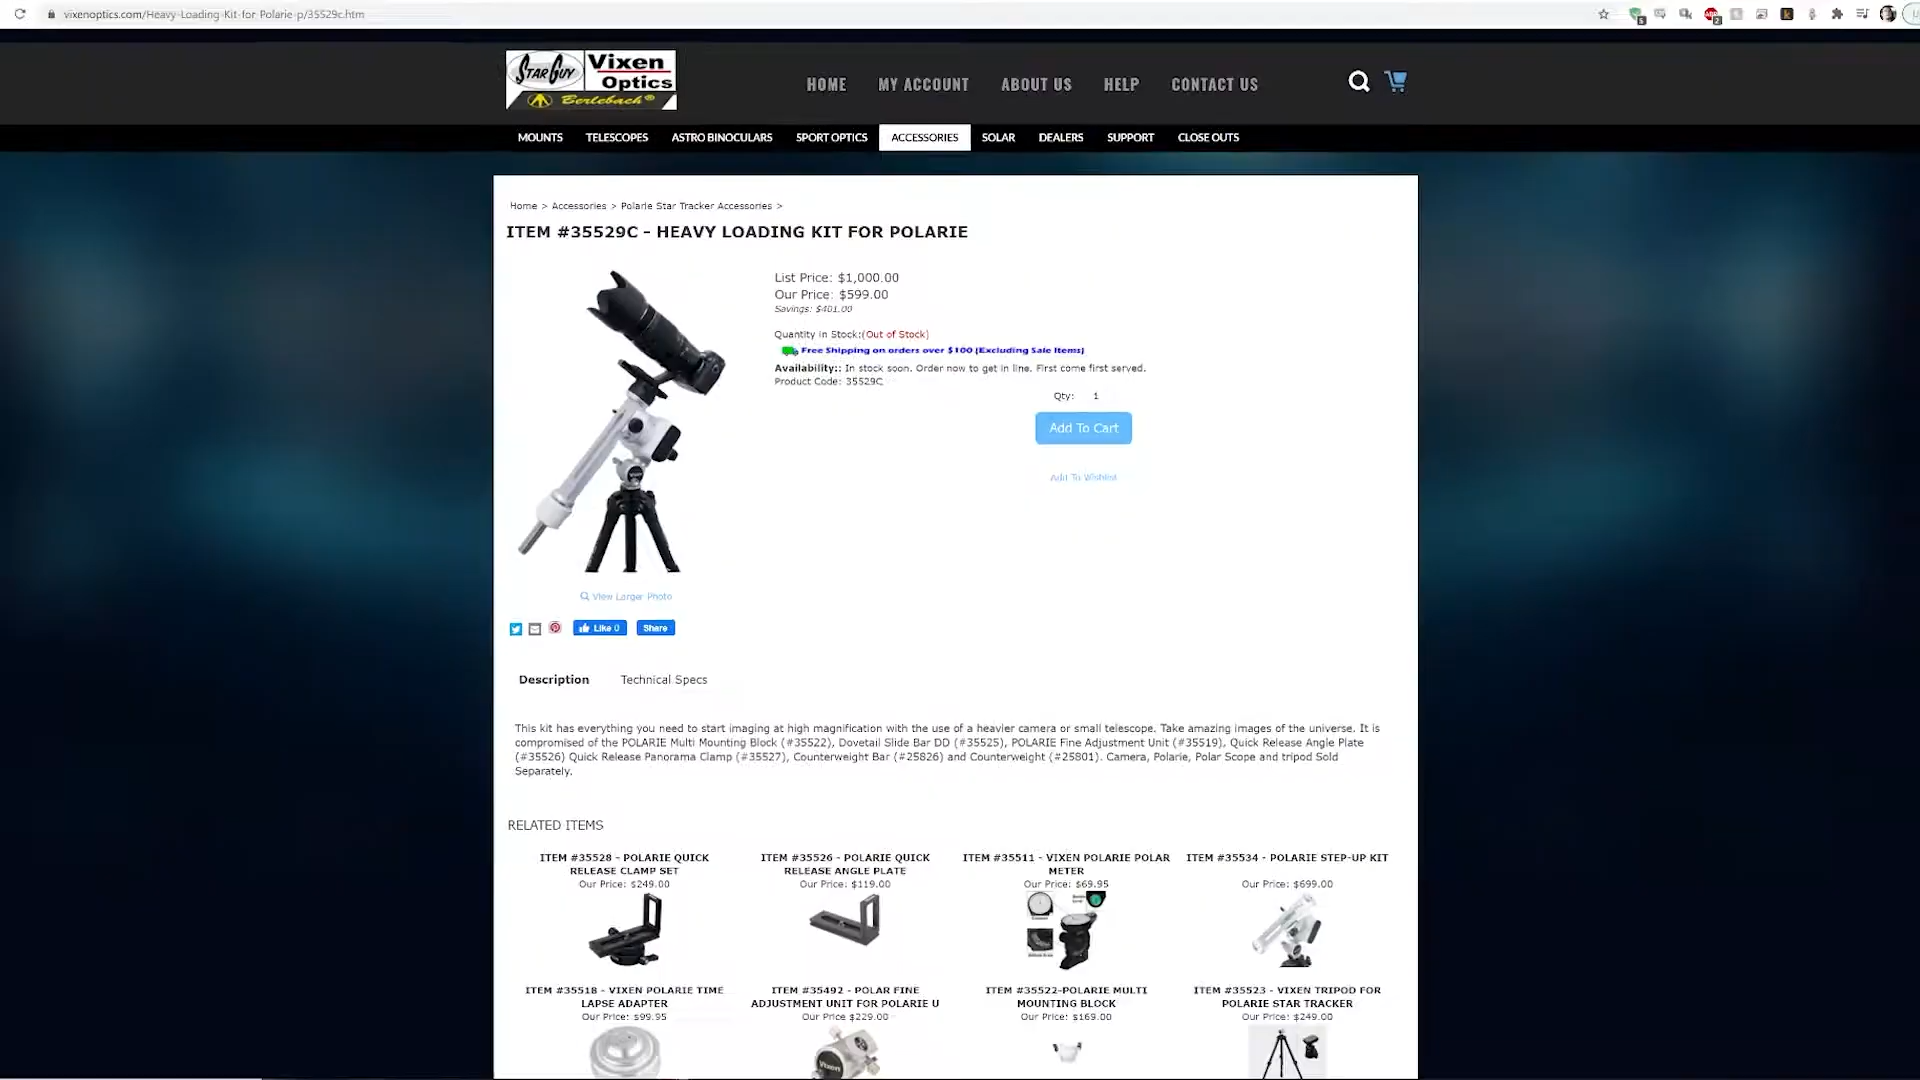 vixenoptics.com/Heavy-Loading-Kit-for-Polarie-p/35529c.htm
STAR GUY
Vixen
Optics
Berlebach®
HOME
MY ACCOUNT
ABOUT US
HELP
CONTACT US
MOUNTS
TELESCOPES
ASTRO BINOCULARS
SPORT OPTICS
ACCESSORIES
SOLAR
DEALERS
SUPPORT
CLOSE OUTS
Home > Accessories > Polarie Star Tracker Accessories >
ITEM #35529C - HEAVY LOADING KIT FOR POLARIE
List Price: $1,000.00
Our Price: $599.00
Savings: $401.00
Quantity in Stock:(Out of Stock)
Free Shipping on orders over $100 (Excluding Sale Items)
Availability:: In stock soon. Order now to get in line. First come first served.
Product Code: 35529C
Qty: 1
Add To Cart
Add To Wishlist
View Larger Photo
Like 0
Share
Description
Technical Specs
This kit has everything you need to start imaging at high magnification with the use of a heavier camera or small telescope. Take amazing images of the universe. It is
compromised of the POLARIE Multi Mounting Block (#35522), Dovetail Slide Bar DD (#35525), POLARIE Fine Adjustment Unit (#35519), Quick Release Angle Plate
(#35526) Quick Release Panorama Clamp (#35527), Counterweight Bar (#25826) and Counterweight (#25801). Camera, Polarie, Polar Scope and tripod Sold
Separately.
RELATED ITEMS
ITEM #35528 - POLARIE QUICK
RELEASE CLAMP SET
Our Price: $249.00
ITEM #35526 - POLARIE QUICK
RELEASE ANGLE PLATE
Our Price: $119.00
ITEM #35511 - VIXEN POLARIE POLAR
METER
Our Price: $69.95
ITEM #35534 - POLARIE STEP-UP KIT
Our Price: $699.00
ITEM #35518 - VIXEN POLARIE TIME
LAPSE ADAPTER
Our Price: $99.95
ITEM #35492 - POLAR FINE
ADJUSTMENT UNIT FOR POLARIE U
Our Price $229.00
ITEM #35522-POLARIE MULTI
MOUNTING BLOCK
Our Price: $169.00
ITEM #35523 - VIXEN TRIPOD FOR
POLARIE STAR TRACKER
Our Price: $249.00
Vixen